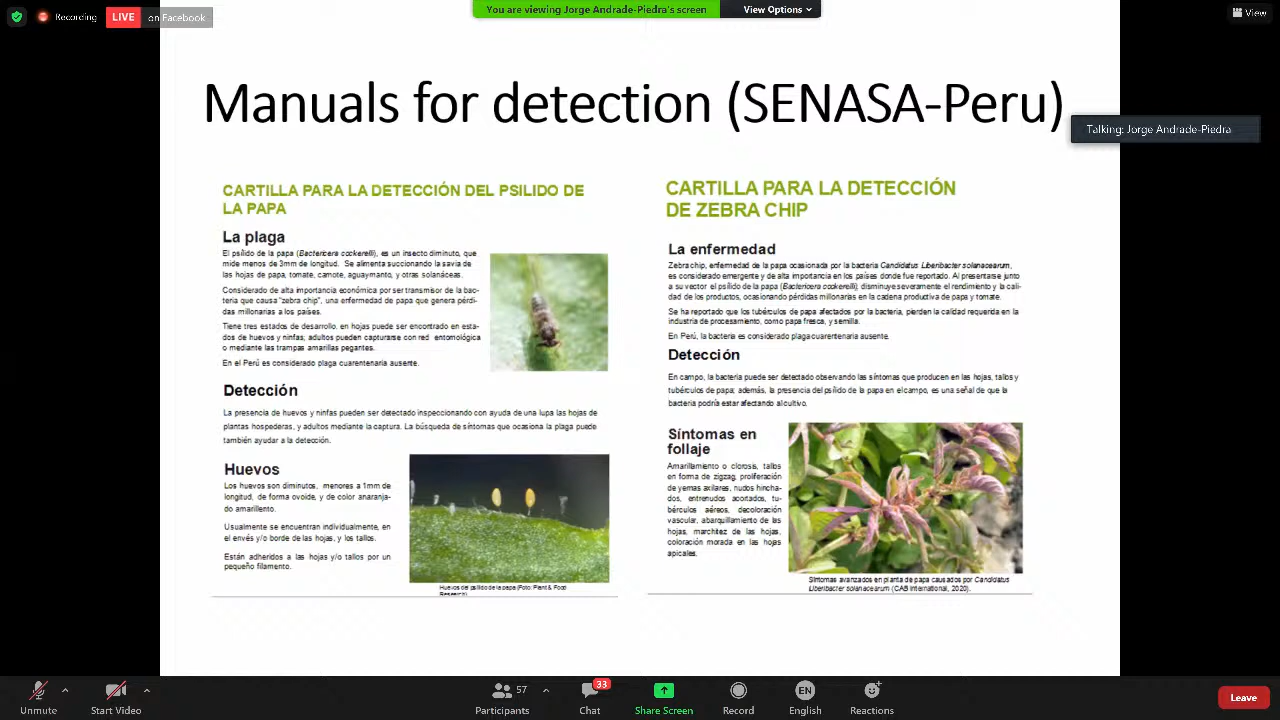 Recording
LIVE
on Facebook
You are viewing Jorge Andrade-Piedra's screen
View Options
View
Talking: Jorge Andrade-Piedra
Manuals for detection (SENASA-Peru)
CARTILLA PARA LA DETECCIÓN DEL PSILIDO DE
LA PAPA
La plaga
El psílido de la papa (Bactericera cockerelli), es un insecto diminuto, que
mide menos de 3mm de longitud. Se alimenta succionando la savia de
las hojas de papa, tomate, camote, aguaymanto, y otras solanáceas.
Considerado de alta importancia económica por ser transmisor de la bac-
teria que causa "zebra chip", una enfermedad de papa que genera pérdi-
das millonarias a los países.
Tiene tres estados de desarrollo, en hojas puede ser encontrado en esta-
dos de huevos y ninfas; adultos pueden capturarse con red entomológica
o mediante las trampas amarillas pegantes.
En el Perú es considerado plaga cuarentenaria ausente.
Detección
La presencia de huevos y ninfas pueden ser detectado inspeccionando con ayuda de una lupa las hojas de
plantas hospederas, y adultos mediante la captura. La búsqueda de síntomas que ocasiona la plaga puede
también ayudar a la detección.
Huevos
Los huevos son diminutos, menores a 1mm de
longitud, de forma ovoide, y de color anaranja-
do amarillento.
Usualmente se encuentran individualmente, en
el envés y/o borde de las hojas, y los tallos.
Están adheridos a las hojas y/o tallos por un
pequeño filamento.
Huevos del psílido de la papa (Foto: Plant & Food
Research)
CARTILLA PARA LA DETECCIÓN
DE ZEBRA CHIP
La enfermedad
Zebra chip, enfermedad de la papa ocasionada por la bacteria Candidatus Liberibacter solanacearum,
es considerado emergente y de alta importancia en los países donde fue reportado. Al presentarse junto
a su vector el psílido de la papa (Bactericera cockerelli), disminuye severamente el rendimiento y la cali-
dad de los productos, ocasionando pérdidas millonarias en la cadena productiva de papa y tomate.
Se ha reportado que los tubérculos de papa afectados por la bacteria, pierden la calidad requerida en la
industria de procesamiento, como papa fresca, y semilla.
En Perú, la bacteria es considerado plaga cuarentenaria ausente.
Detección
En campo, la bacteria puede ser detectado observando las síntomas que producen en las hojas, tallos y
tubérculos de papa; además, la presencia del psílido de la papa en el campo, es una señal de que la
bacteria podría estar afectando al cultivo.
Síntomas en
follaje
Amarillamiento o clorosis, tallos
en forma de zigzag, proliferación
de yemas axilares, nudos hincha-
dos, entrenudos acortados, tu-
bérculos aéreos, decoloración
vascular, abarquillamiento de las
hojas, marchitez de las hojas,
coloración morada en las hojas
apicales.
Síntomas avanzados en planta de papa causados por Candidatus
Liberibacter solanacearum (CAB International, 2020).
Unmute
Start Video
57
Participants
33
Chat
Share Screen
Record
EN
English
Reactions
Leave